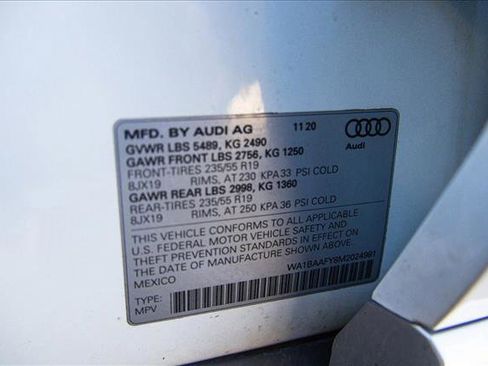 MFD. BY AUDI AG 11 20
GVWR LBS 5489, KG 2490
GAWR FRONT LBS 2756, KG 1250
FRONT-TIRES 235/55 R19
8JX19 RIMS, AT 230 KPA 33 PSI COLD
GAWR REAR LBS 2998, KG 1360
REAR-TIRES 235/55 R19
8JX19 RIMS, AT 250 KPA 36 PSI COLD
Audi
THIS VEHICLE CONFORMS TO ALL APPLICABLE
U.S. FEDERAL MOTOR VEHICLE SAFETY AND
THEFT PREVENTION STANDARDS IN EFFECT ON
THE DATE OF MANUFACTURE SHOWN ABOVE.
MEXICO
WA1BAAFY8M2024981
TYPE:
MPV